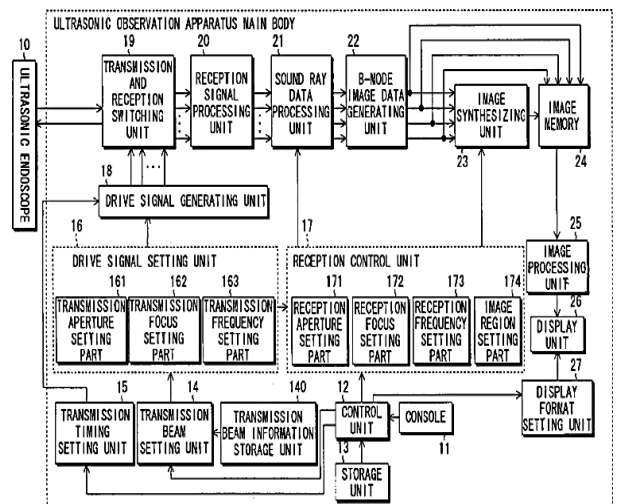 ULTRASONIC OBSERVATION APPARATUS MAIN BODY
10
19
20
21
22
ULTRASONIC ENDOSCOPE
TRANSMISSION
AND
RECEPTION
SWITCHING
UNIT
RECEPTION
SIGNAL
PROCESSING
UNIT
SOUND RAY
DATA
PROCESSING
UNIT
B-NODE
IMAGE DATA
GENERATING
UNIT
IMAGE
SYNTHESIZING
UNIT
IMAGE
MEMORY
23
24
18
DRIVE SIGNAL GENERATING UNIT
16
17
25
DRIVE SIGNAL SETTING UNIT
RECEPTION CONTROL UNIT
IMAGE
PROCESSING
UNIT
161
162
163
171
172
173
174
26
TRANSMISSION
APERTURE
SETTING
PART
TRANSMISSION
FOCUS
SETTING
PART
TRANSMISSION
FREQUENCY
SETTING
PART
RECEPTION
APERTURE
SETTING
PART
RECEPTION
FOCUS
SETTING
PART
RECEPTION
FREQUENCY
SETTING
PART
IMAGE
REGION
SETTING
PART
DISPLAY
UNIT
27
15
14
140
12
TRANSMISSION
TIMING
SETTING UNIT
TRANSMISSION
BEAM
SETTING UNIT
TRANSMISSION
BEAM INFORMATION
STORAGE UNIT
CONTROL
UNIT
CONSOLE
11
DISPLAY
FORMAT
SETTING UNIT
13
STORAGE
UNIT